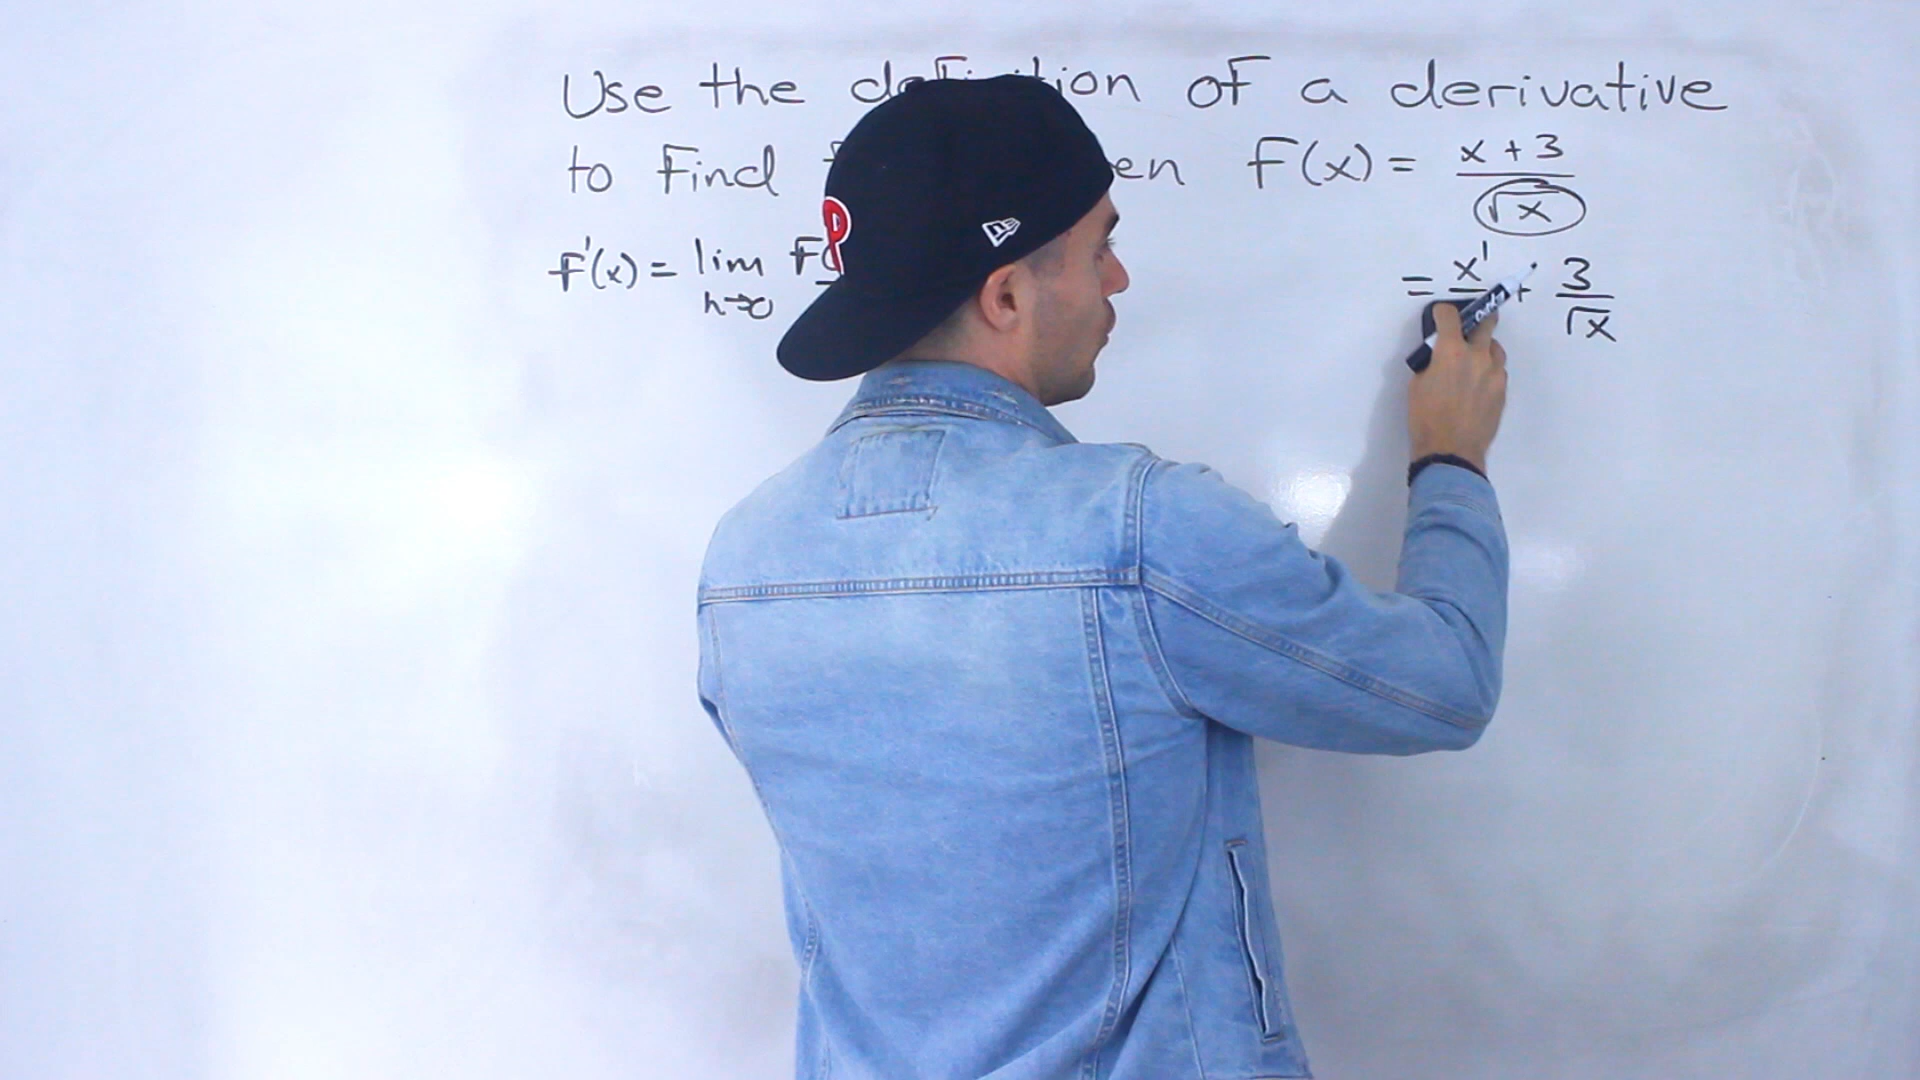 Use the definition of a derivative
to find en F(x) = x + 3 / √x
F'(x) = lim h→0 F(
= x¹ + 3 / √x
P